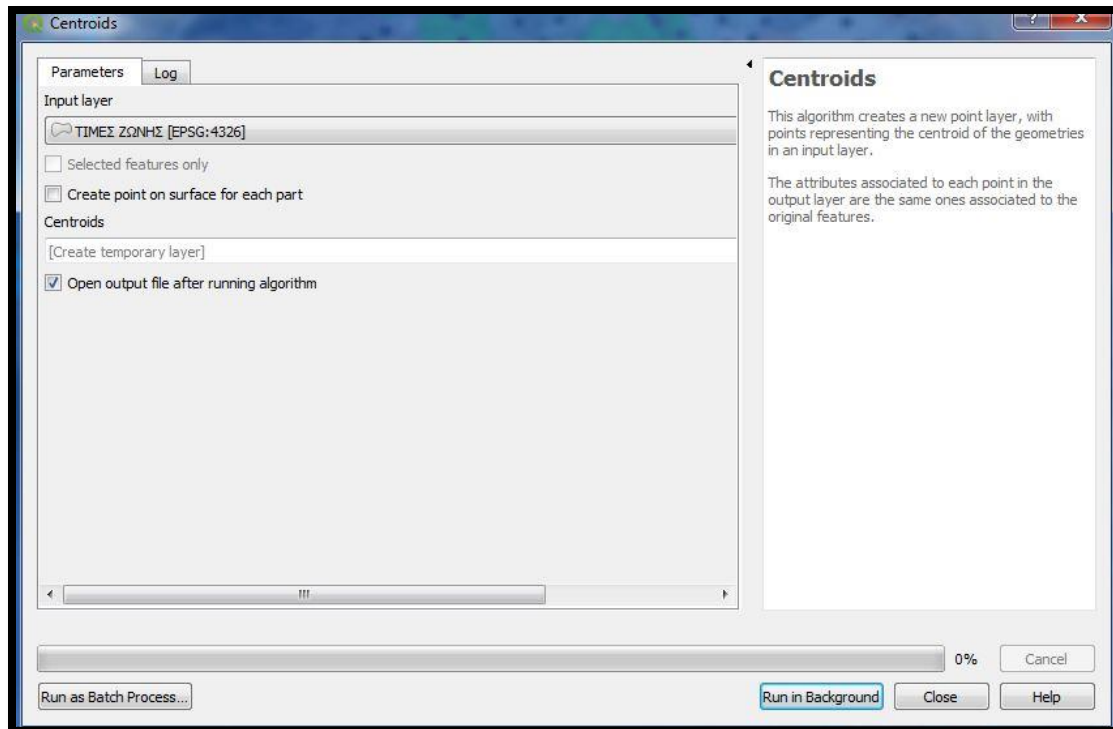 Centroids
? X
Parameters Log
Input layer
ΤΙΜΕΣ ΖΩΝΗΣ [EPSG:4326]
Selected features only
Create point on surface for each part
Centroids
[Create temporary layer]
Open output file after running algorithm
Centroids
This algorithm creates a new point layer, with
points representing the centroid of the geometries
in an input layer.
The attributes associated to each point in the
output layer are the same ones associated to the
original features.
0% Cancel
Run as Batch Process... Run in Background Close Help